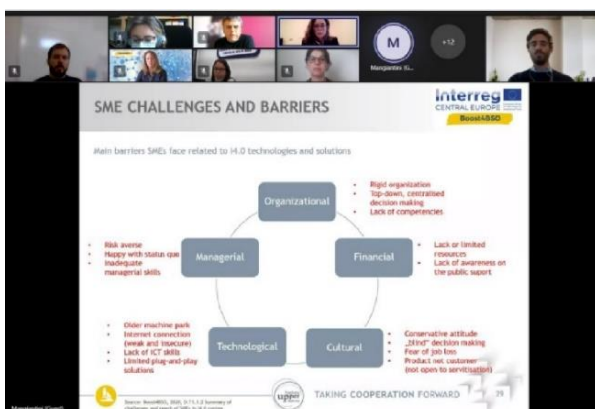 M
+12
Mangiantes (G...
SME CHALLENGES AND BARRIERS
Interreg
CENTRAL EUROPE
Boost4BSO
Main barriers SMEs face related to I4.0 technologies and solutions
Organizational
• Rigid organization
• Top-down, centralised
decision making
• Lack of competencies
Financial
• Lack or limited
resources
• Lack of awareness on
the public suport
Cultural
• Conservative attitude
• „blind" decision making
• Fear of job loss
• Product not customer
(not open to servitisation)
Technological
• Older machine park
• Internet connection
(weak and insecure)
• Lack of ICT skills
• Limited plug-and-play
solutions
Managerial
• Risk averse
• Happy with status quo
• Inadequate
managerial skills
TAKING COOPERATION FORWARD